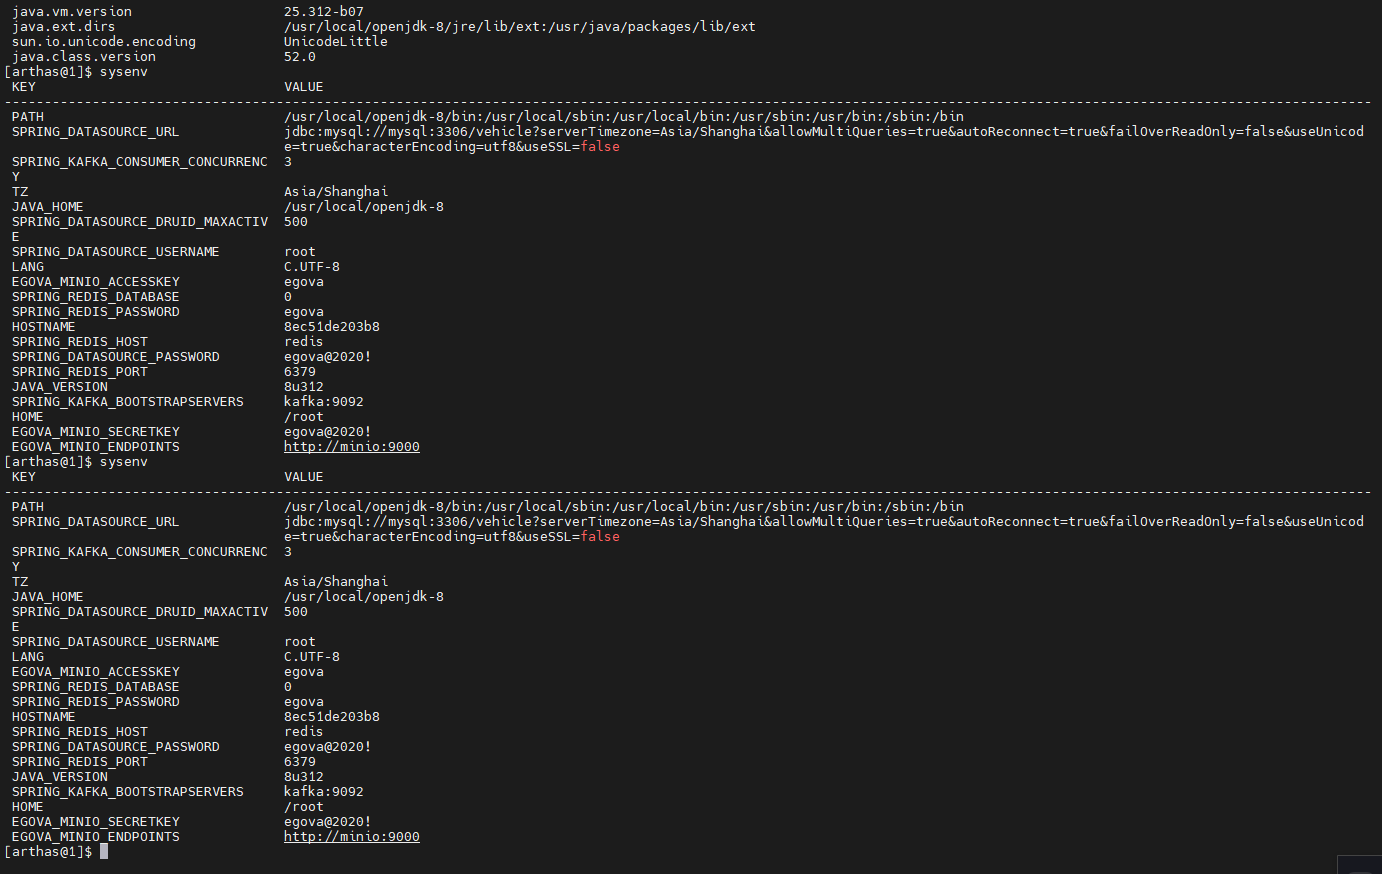 java.vm.version 25.312-b07
java.ext.dirs /usr/local/openjdk-8/jre/lib/ext:/usr/java/packages/lib/ext
sun.io.unicode.encoding UnicodeLittle
java.class.version 52.0
[arthas@1]$ sysenv
KEY VALUE
PATH /usr/local/openjdk-8/bin:/usr/local/sbin:/usr/local/bin:/usr/sbin:/usr/bin:/sbin:/bin
SPRING_DATASOURCE_URL jdbc:mysql://mysql:3306/vehicle?serverTimezone=Asia/Shanghai&allowMultiQueries=true&autoReconnect=true&failOverReadOnly=false&useUnicod
e=true&characterEncoding=utf8&useSSL=false
SPRING_KAFKA_CONSUMER_CONCURRENC 3
Y
TZ Asia/Shanghai
JAVA_HOME /usr/local/openjdk-8
SPRING_DATASOURCE_DRUID_MAXACTIV 500
E
SPRING_DATASOURCE_USERNAME root
LANG C.UTF-8
EGOVA_MINIO_ACCESSKEY egova
SPRING_REDIS_DATABASE 0
SPRING_REDIS_PASSWORD egova
HOSTNAME 8ec51de203b8
SPRING_REDIS_HOST redis
SPRING_DATASOURCE_PASSWORD egova@2020!
SPRING_REDIS_PORT 6379
JAVA_VERSION 8u312
SPRING_KAFKA_BOOTSTRAPSERVERS kafka:9092
HOME /root
EGOVA_MINIO_SECRETKEY egova@2020!
EGOVA_MINIO_ENDPOINTS http://minio:9000
[arthas@1]$ sysenv
KEY VALUE
PATH /usr/local/openjdk-8/bin:/usr/local/sbin:/usr/local/bin:/usr/sbin:/usr/bin:/sbin:/bin
SPRING_DATASOURCE_URL jdbc:mysql://mysql:3306/vehicle?serverTimezone=Asia/Shanghai&allowMultiQueries=true&autoReconnect=true&failOverReadOnly=false&useUnicod
e=true&characterEncoding=utf8&useSSL=false
SPRING_KAFKA_CONSUMER_CONCURRENC 3
Y
TZ Asia/Shanghai
JAVA_HOME /usr/local/openjdk-8
SPRING_DATASOURCE_DRUID_MAXACTIV 500
E
SPRING_DATASOURCE_USERNAME root
LANG C.UTF-8
EGOVA_MINIO_ACCESSKEY egova
SPRING_REDIS_DATABASE 0
SPRING_REDIS_PASSWORD egova
HOSTNAME 8ec51de203b8
SPRING_REDIS_HOST redis
SPRING_DATASOURCE_PASSWORD egova@2020!
SPRING_REDIS_PORT 6379
JAVA_VERSION 8u312
SPRING_KAFKA_BOOTSTRAPSERVERS kafka:9092
HOME /root
EGOVA_MINIO_SECRETKEY egova@2020!
EGOVA_MINIO_ENDPOINTS http://minio:9000
[arthas@1]$